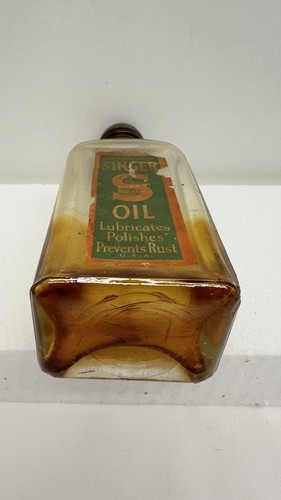 SINGER
S
OIL
Lubricates
Polishes
Prevents Rust
U.S.A.